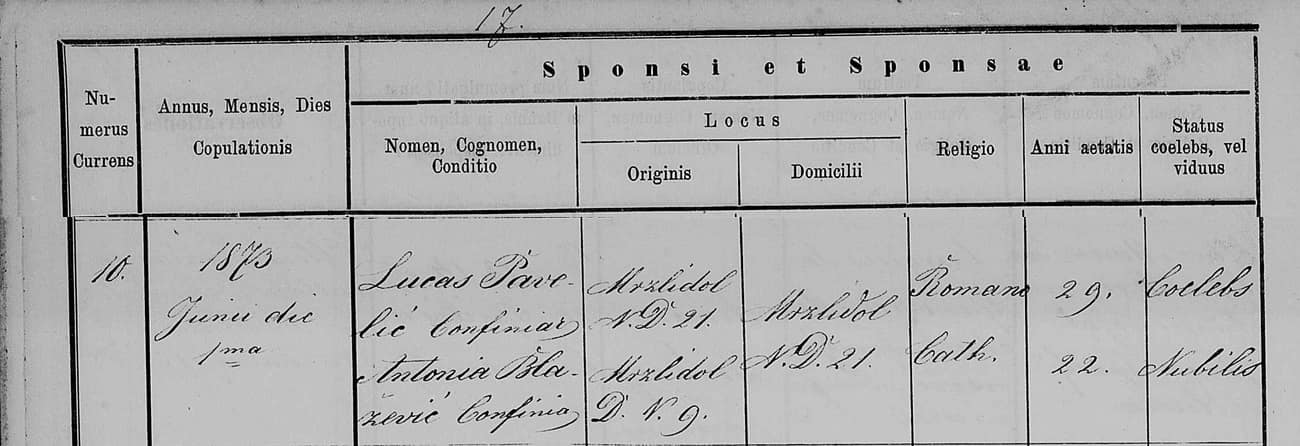 17.
Sponsi et Sponsae
Nu-
merus
Currens
Annus, Mensis, Dies
Copulationis
Nomen, Cognomen,
Conditio
Locus
Originis
Domicilii
Religio
Anni aetatis
Status
coelebs, vel
viduus
10.
1873
Junii die
1ma
Lucas Pave-
lić Confiniar
Antonia Bla-
žević Confinia
Mrzlidol
N.D. 21.
Mrzlidol
D. N. 9.
Mrzlidol
N.D. 21.
Romano
Cath.
29.
22.
Coelebs
Nubilis